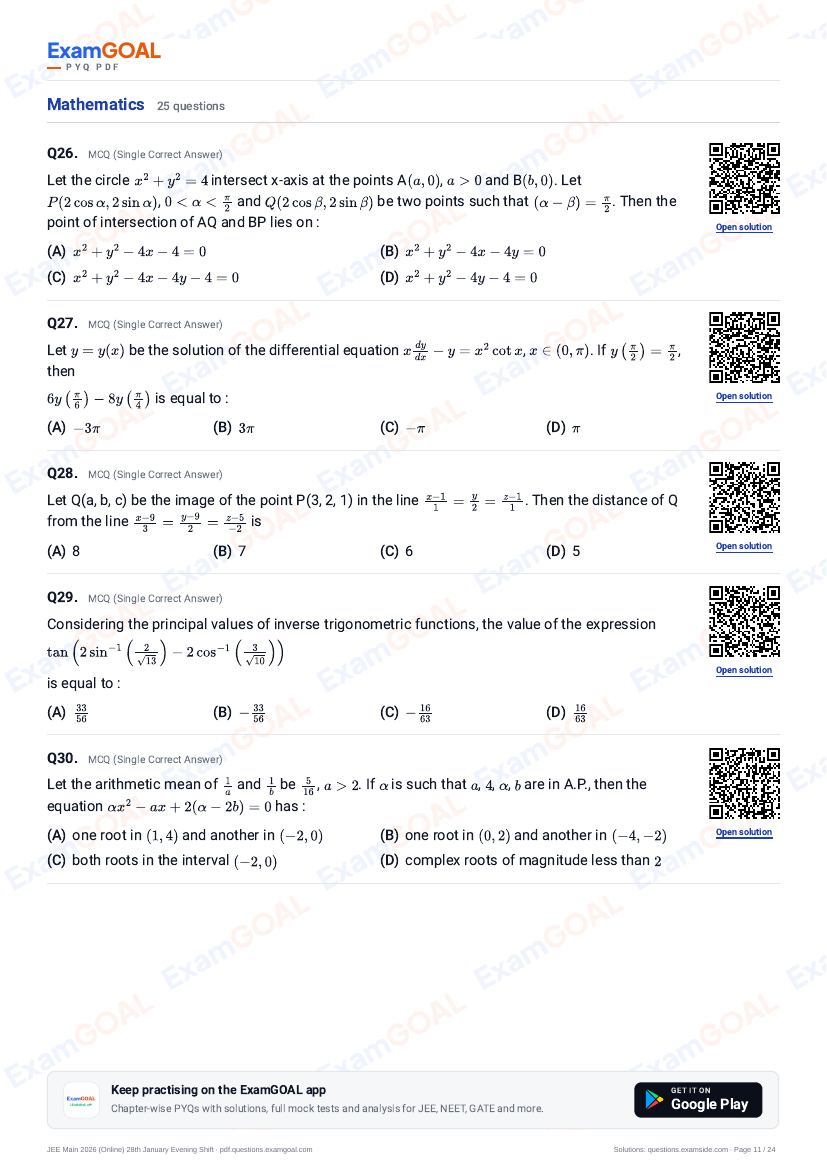 ExamGOAL
PYQ PDF
Mathematics 25 questions
Q26. MCQ (Single Correct Answer)
Let the circle x² + y² = 4 intersect x-axis at the points A(a, 0), a > 0 and B(b, 0). Let
P(2 cos α, 2 sin α), 0 < α < π/2 and Q(2 cos β, 2 sin β) be two points such that (α − β) = π/2. Then the
point of intersection of AQ and BP lies on :
Open solution
(A) x² + y² − 4x − 4 = 0 (B) x² + y² − 4x − 4y = 0
(C) x² + y² − 4x − 4y − 4 = 0 (D) x² + y² − 4y − 4 = 0
Q27. MCQ (Single Correct Answer)
Let y = y(x) be the solution of the differential equation x dy/dx − y = x² cot x, x ∈ (0, π). If y(π/2) = π/2,
then
6y(π/6) − 8y(π/4) is equal to :
Open solution
(A) −3π (B) 3π (C) −π (D) π
Q28. MCQ (Single Correct Answer)
Let Q(a, b, c) be the image of the point P(3, 2, 1) in the line (x−1)/1 = y/2 = (z−1)/1. Then the distance of Q
from the line (x−9)/3 = (y−9)/2 = (z−5)/−2 is
Open solution
(A) 8 (B) 7 (C) 6 (D) 5
Q29. MCQ (Single Correct Answer)
Considering the principal values of inverse trigonometric functions, the value of the expression
tan (2 sin⁻¹ (2/√13) − 2 cos⁻¹ (3/√10))
Open solution
is equal to :
(A) 33/56 (B) −33/56 (C) −16/63 (D) 16/63
Q30. MCQ (Single Correct Answer)
Let the arithmetic mean of 1/a and 1/b be 5/16, a > 2. If α is such that a, 4, α, b are in A.P., then the
equation αx² − ax + 2(α − 2b) = 0 has :
Open solution
(A) one root in (1, 4) and another in (−2, 0) (B) one root in (0, 2) and another in (−4, −2)
(C) both roots in the interval (−2, 0) (D) complex roots of magnitude less than 2
Keep practising on the ExamGOAL app
Chapter-wise PYQs with solutions, full mock tests and analysis for JEE, NEET, GATE and more.
GET IT ON
Google Play
JEE Main 2026 (Online) 28th January Evening Shift · pdf.questions.examgoal.com Solutions: questions.examside.com · Page 11 / 24